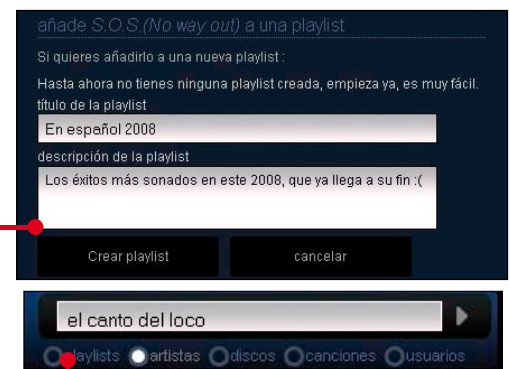 añade S.O.S.(No way out) a una playlist
Si quieres añadirlo a una nueva playlist :
Hasta ahora no tienes ninguna playlist creada, empieza ya, es muy fácil.
título de la playlist
En español 2008
descripción de la playlist
Los éxitos más sonados en este 2008, que ya llega a su fin :(
Crear playlist cancelar
el canto del loco
playlists artistas discos canciones usuarios